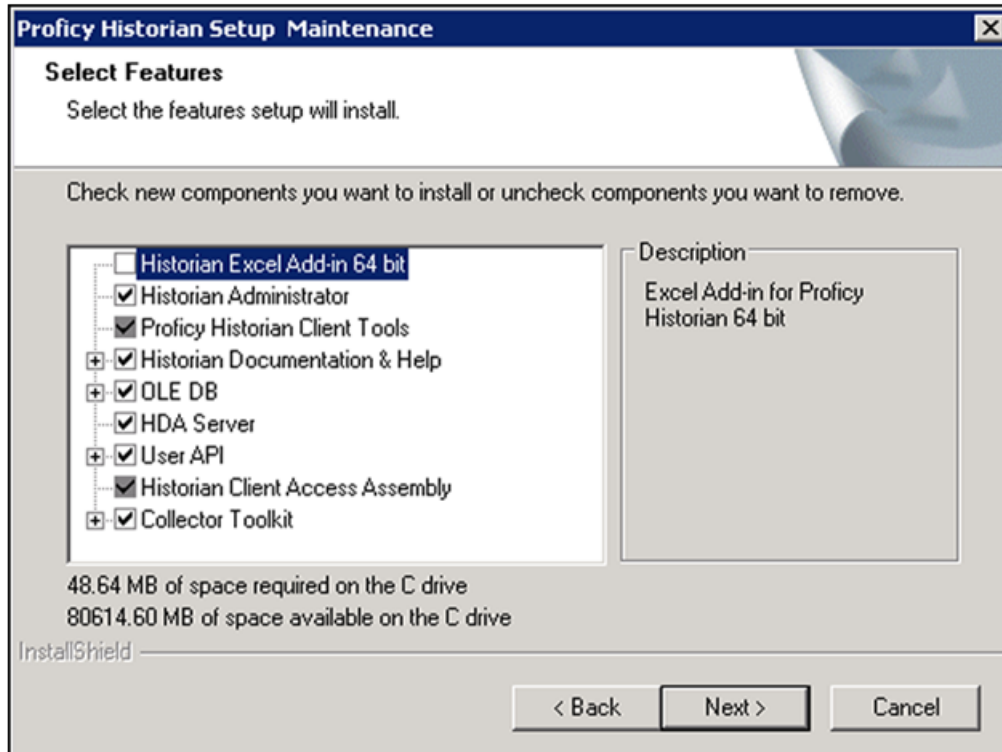 Proficy Historian Setup Maintenance
Select Features
Select the features setup will install.
Check new components you want to install or uncheck components you want to remove.
Historian Excel Add-in 64 bit
Historian Administrator
Proficy Historian Client Tools
Historian Documentation & Help
OLE DB
HDA Server
User API
Historian Client Access Assembly
Collector Toolkit
Description
Excel Add-in for Proficy
Historian 64 bit
48.64 MB of space required on the C drive
80614.60 MB of space available on the C drive
InstallShield
< Back
Next >
Cancel